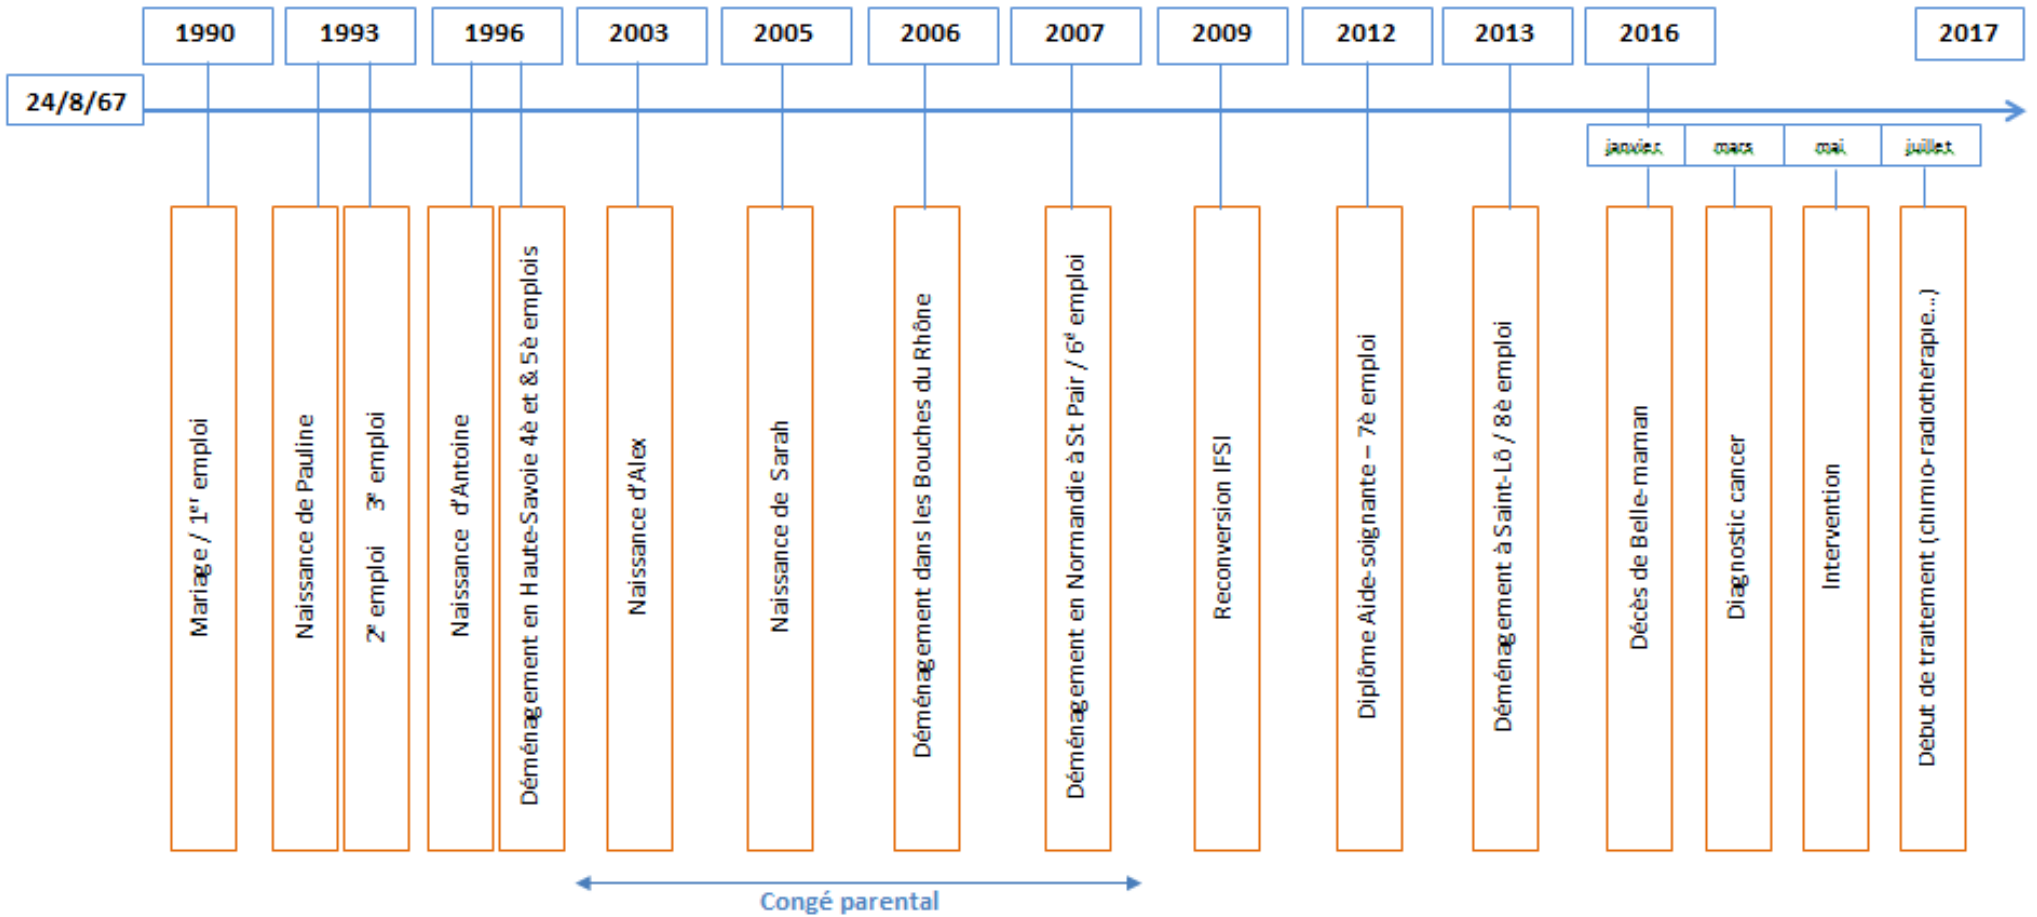 1990
1993
1996
2003
2005
2006
2007
2009
2012
2013
2016
2017
24/8/67
janvier
mars
mai
juillet
Mariage / 1er emploi
Naissance de Pauline
2e emploi 3e emploi
Naissance d'Antoine
Déménagement en Haute-Savoie 4è et & 5è emplois
Naissance d'Alex
Naissance de Sarah
Déménagement dans les Bouches du Rhône
Déménagement en Normandie à St Pair / 6è emploi
Reconversion IFSI
Diplôme Aide-soignante – 7è emploi
Déménagement à Saint-Lô / 8è emploi
Décès de Belle-maman
Diagnostic cancer
Intervention
Début de traitement (chimio-radiothérapie...)
Congé parental